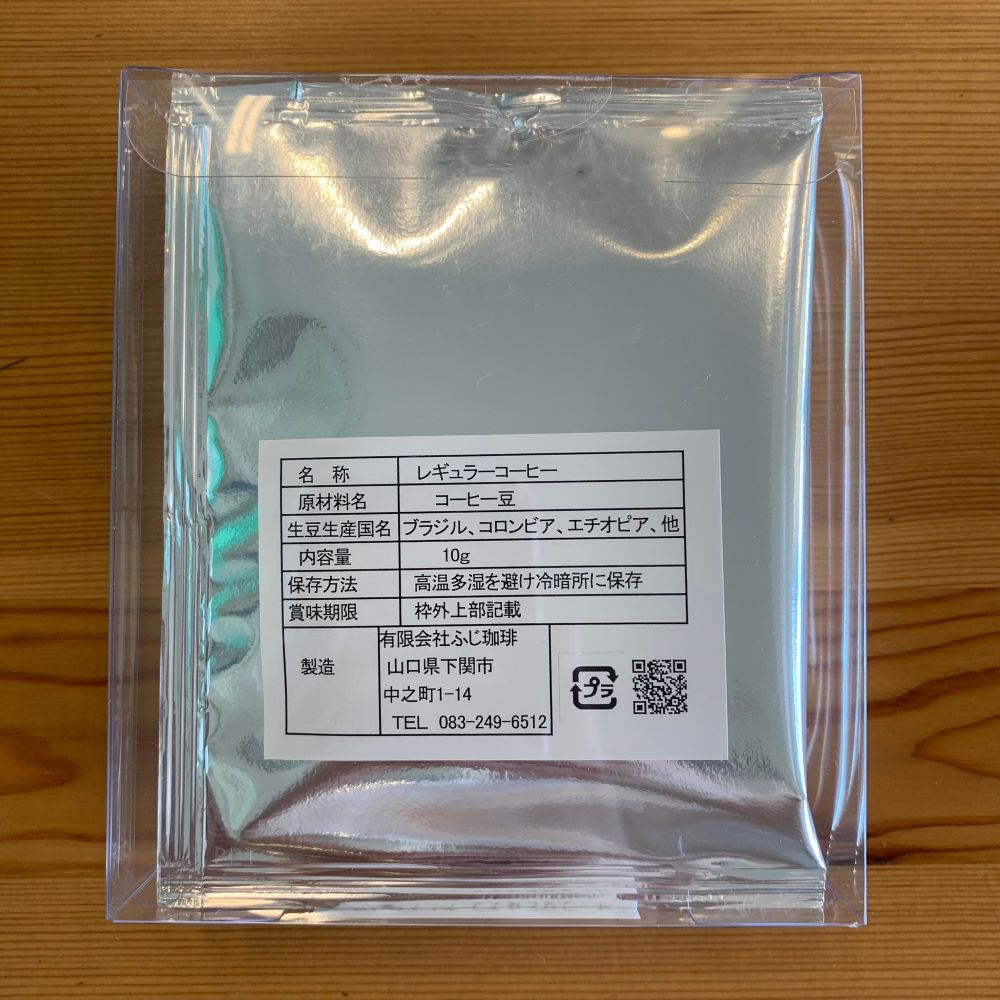 名 称 レギュラーコーヒー
原材料名 コーヒー豆
生豆生産国名 ブラジル、コロンビア、エチオピア、他
内容量 10g
保存方法 高温多湿を避け冷暗所に保存
賞味期限 枠外上部記載
製造 有限会社ふじ珈琲
山口県下関市
中之町1-14
TEL 083-249-6512
プラ